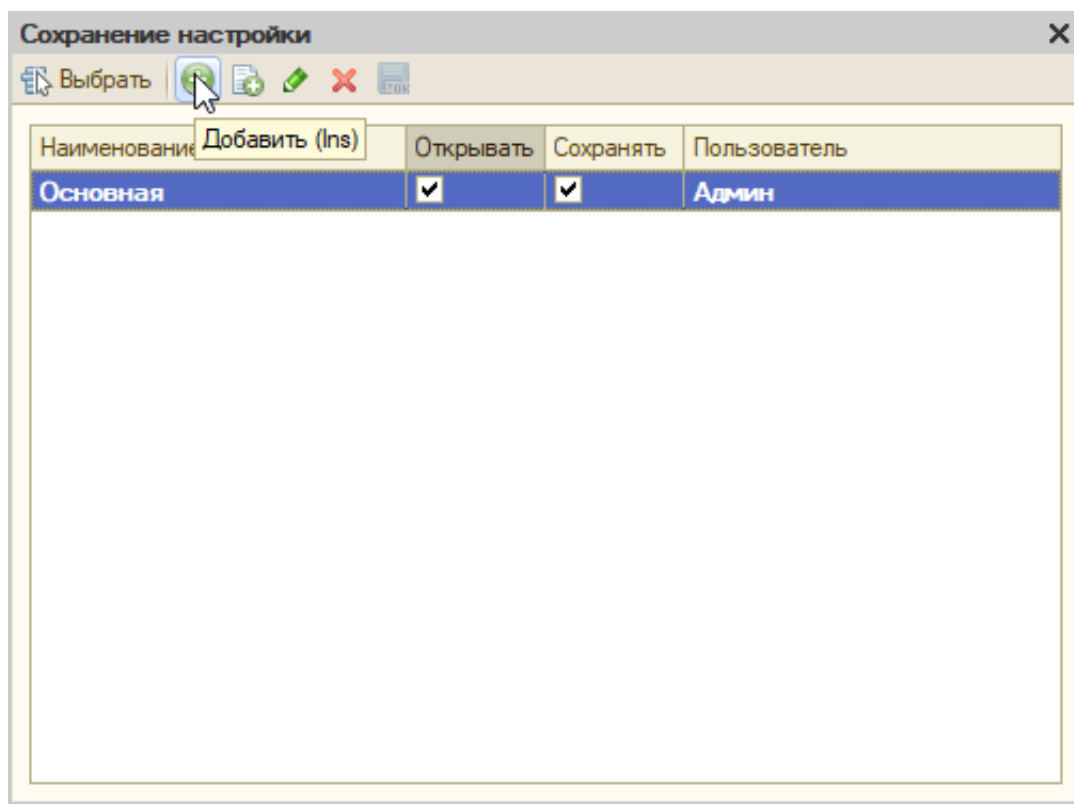 Сохранение настройки
Выбрать
Добавить (Ins)
Наименование Открывать Сохранять Пользователь
Основная Админ